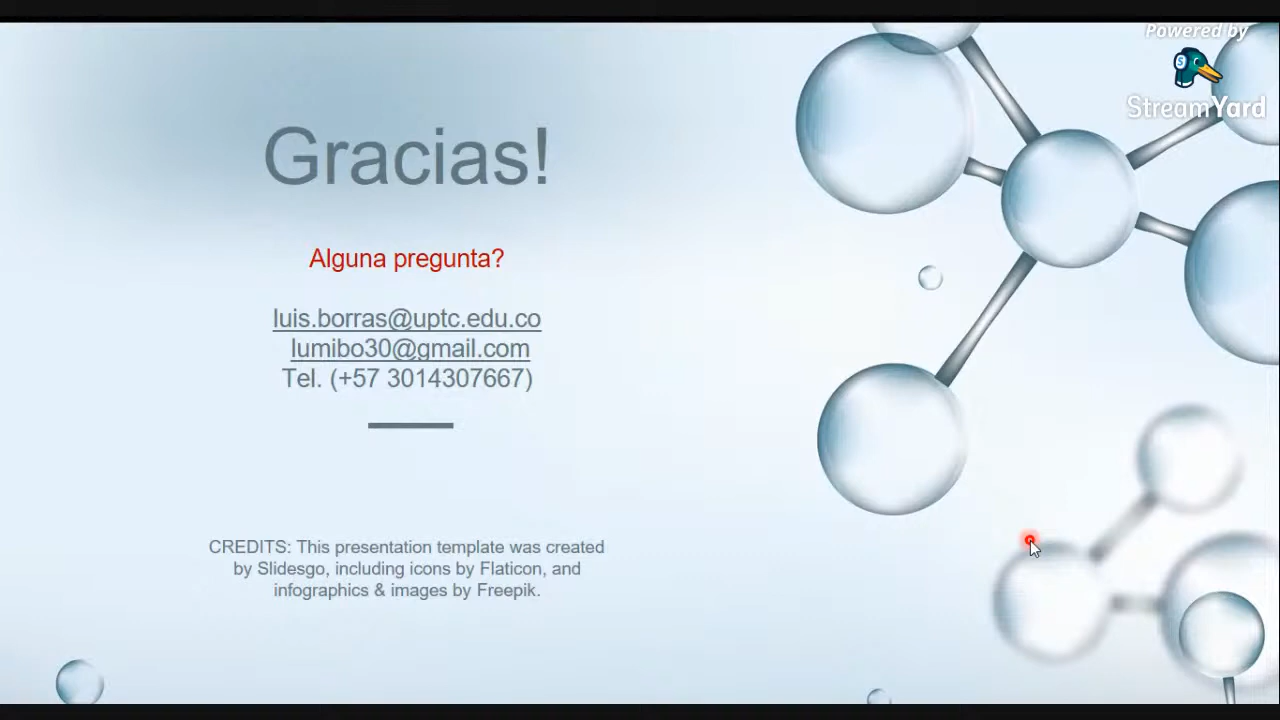 Powered by
StreamYard
Gracias!
Alguna pregunta?
luis.borras@uptc.edu.co
lumibo30@gmail.com
Tel. (+57 3014307667)
CREDITS: This presentation template was created
by Slidesgo, including icons by Flaticon, and
infographics & images by Freepik.